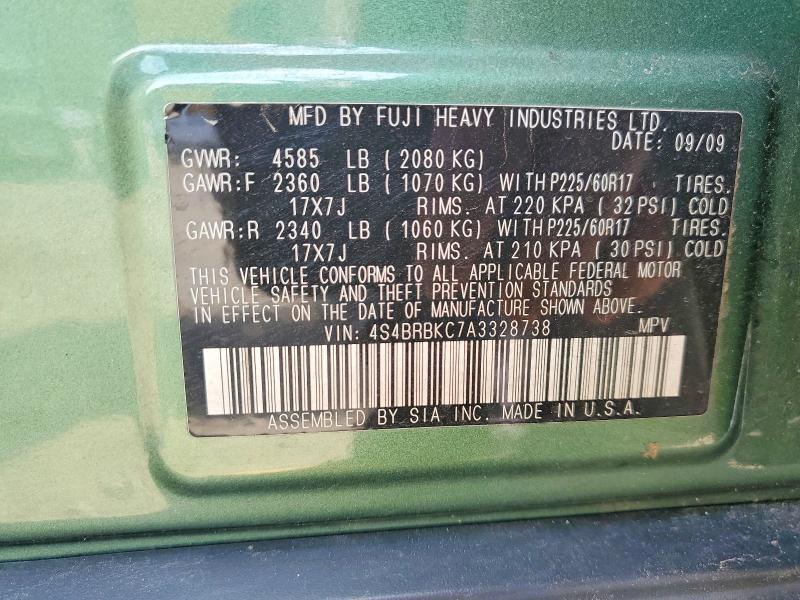 MFD BY FUJI HEAVY INDUSTRIES LTD.
DATE: 09/09
GVWR: 4585 LB ( 2080 KG)
GAWR:F 2360 LB ( 1070 KG) WITH P225/60R17 TIRES.
17X7J RIMS. AT 220 KPA ( 32 PSI) COLD
GAWR:R 2340 LB ( 1060 KG) WITH P225/60R17 TIRES.
17X7J RIMS. AT 210 KPA ( 30 PSI) COLD
THIS VEHICLE CONFORMS TO ALL APPLICABLE FEDERAL MOTOR
VEHICLE SAFETY AND THEFT PREVENTION STANDARDS
IN EFFECT ON THE DATE OF MANUFACTURE SHOWN ABOVE.
VIN: 4S4BRBKC7A3328738 MPV
ASSEMBLED BY SIA INC. MADE IN U.S.A.